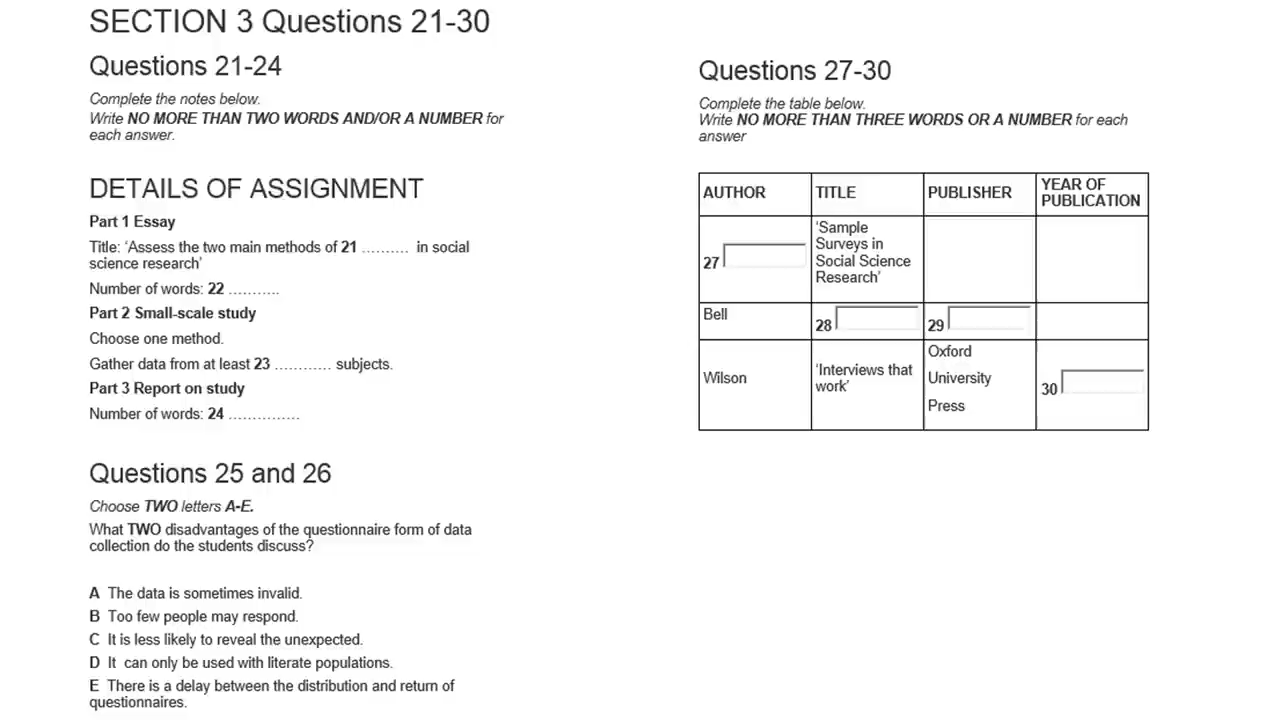 SECTION 3 Questions 21-30
Questions 21-24
Complete the notes below.
Write NO MORE THAN TWO WORDS AND/OR A NUMBER for
each answer.
DETAILS OF ASSIGNMENT
Part 1 Essay
Title: ‘Assess the two main methods of 21 ………. in social
science research’
Number of words: 22 ………..
Part 2 Small-scale study
Choose one method.
Gather data from at least 23 ………… subjects.
Part 3 Report on study
Number of words: 24 ……………
Questions 25 and 26
Choose TWO letters A-E.
What TWO disadvantages of the questionnaire form of data
collection do the students discuss?
A The data is sometimes invalid.
B Too few people may respond.
C It is less likely to reveal the unexpected.
D It can only be used with literate populations.
E There is a delay between the distribution and return of
questionnaires.
Questions 27-30
Complete the table below.
Write NO MORE THAN THREE WORDS OR A NUMBER for each
answer
AUTHOR TITLE PUBLISHER YEAR OF
PUBLICATION
27
‘Sample
Surveys in
Social Science
Research’
Bell
28
29
Wilson
‘Interviews that
work’
Oxford
University
Press
30